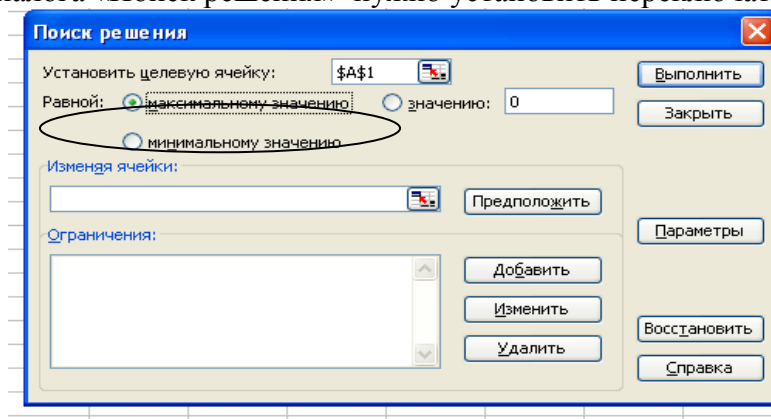 Поиск решения
Установить целевую ячейку: $A$1
Выполнить
Равной: максимальному значению значению: 0
Закрыть
минимальному значению
Изменяя ячейки:
Предположить
Ограничения:
Параметры
Добавить
Изменить
Восстановить
Удалить
Справка